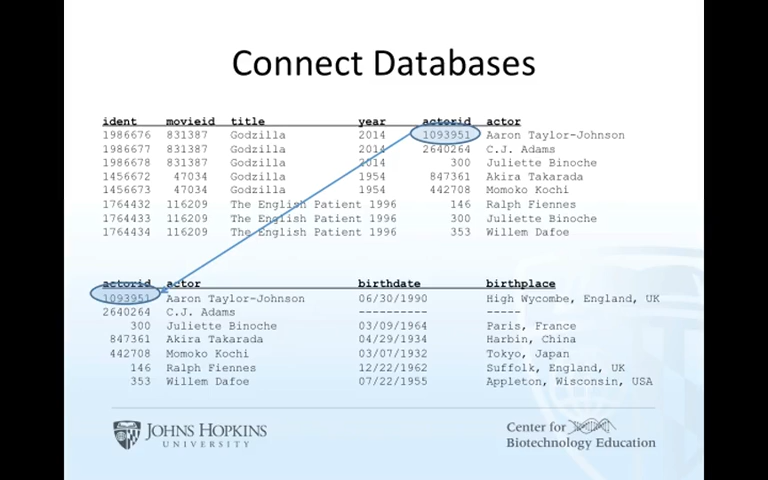 Connect Databases
ident movieid title year actorid actor
1986676 831387 Godzilla 2014 1093951 Aaron Taylor-Johnson
1986677 831387 Godzilla 2014 2640264 C.J. Adams
1986678 831387 Godzilla 2014 300 Juliette Binoche
1456672 47034 Godzilla 1954 847361 Akira Takarada
1456673 47034 Godzilla 1954 442708 Momoko Kochi
1764432 116209 The English Patient 1996 146 Ralph Fiennes
1764433 116209 The English Patient 1996 300 Juliette Binoche
1764434 116209 The English Patient 1996 353 Willem Dafoe
actorid actor birthdate birthplace
1093951 Aaron Taylor-Johnson 06/30/1990 High Wycombe, England, UK
2640264 C.J. Adams ---------- -----
300 Juliette Binoche 03/09/1964 Paris, France
847361 Akira Takarada 04/29/1934 Harbin, China
442708 Momoko Kochi 03/07/1932 Tokyo, Japan
146 Ralph Fiennes 12/22/1962 Suffolk, England, UK
353 Willem Dafoe 07/22/1955 Appleton, Wisconsin, USA
JOHNS HOPKINS
UNIVERSITY
Center for
Biotechnology Education